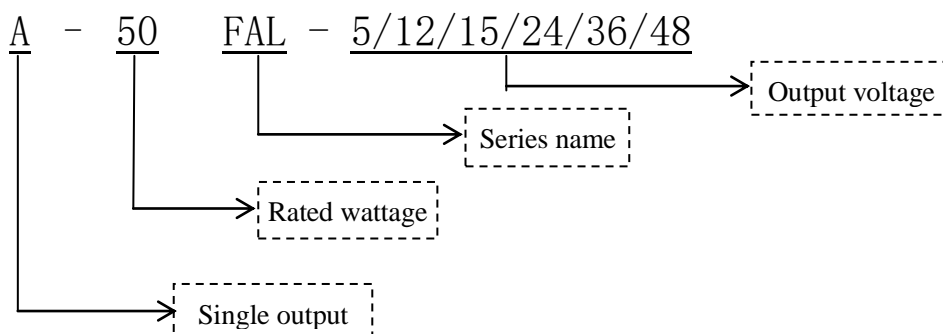 A - 50 FAL - 5/12/15/24/36/48
Output voltage
Series name
Rated wattage
Single output